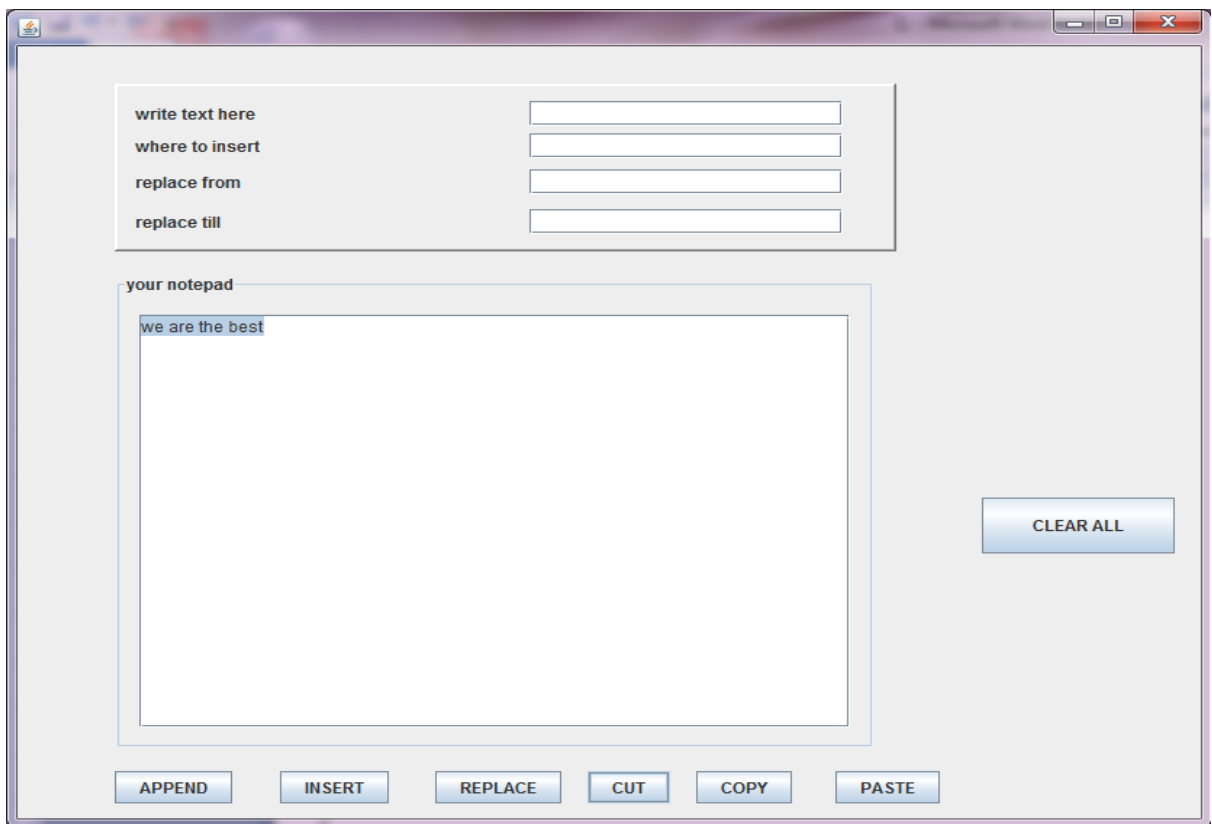 write text here
where to insert
replace from
replace till
your notepad
we are the best
CLEAR ALL
APPEND INSERT REPLACE CUT COPY PASTE